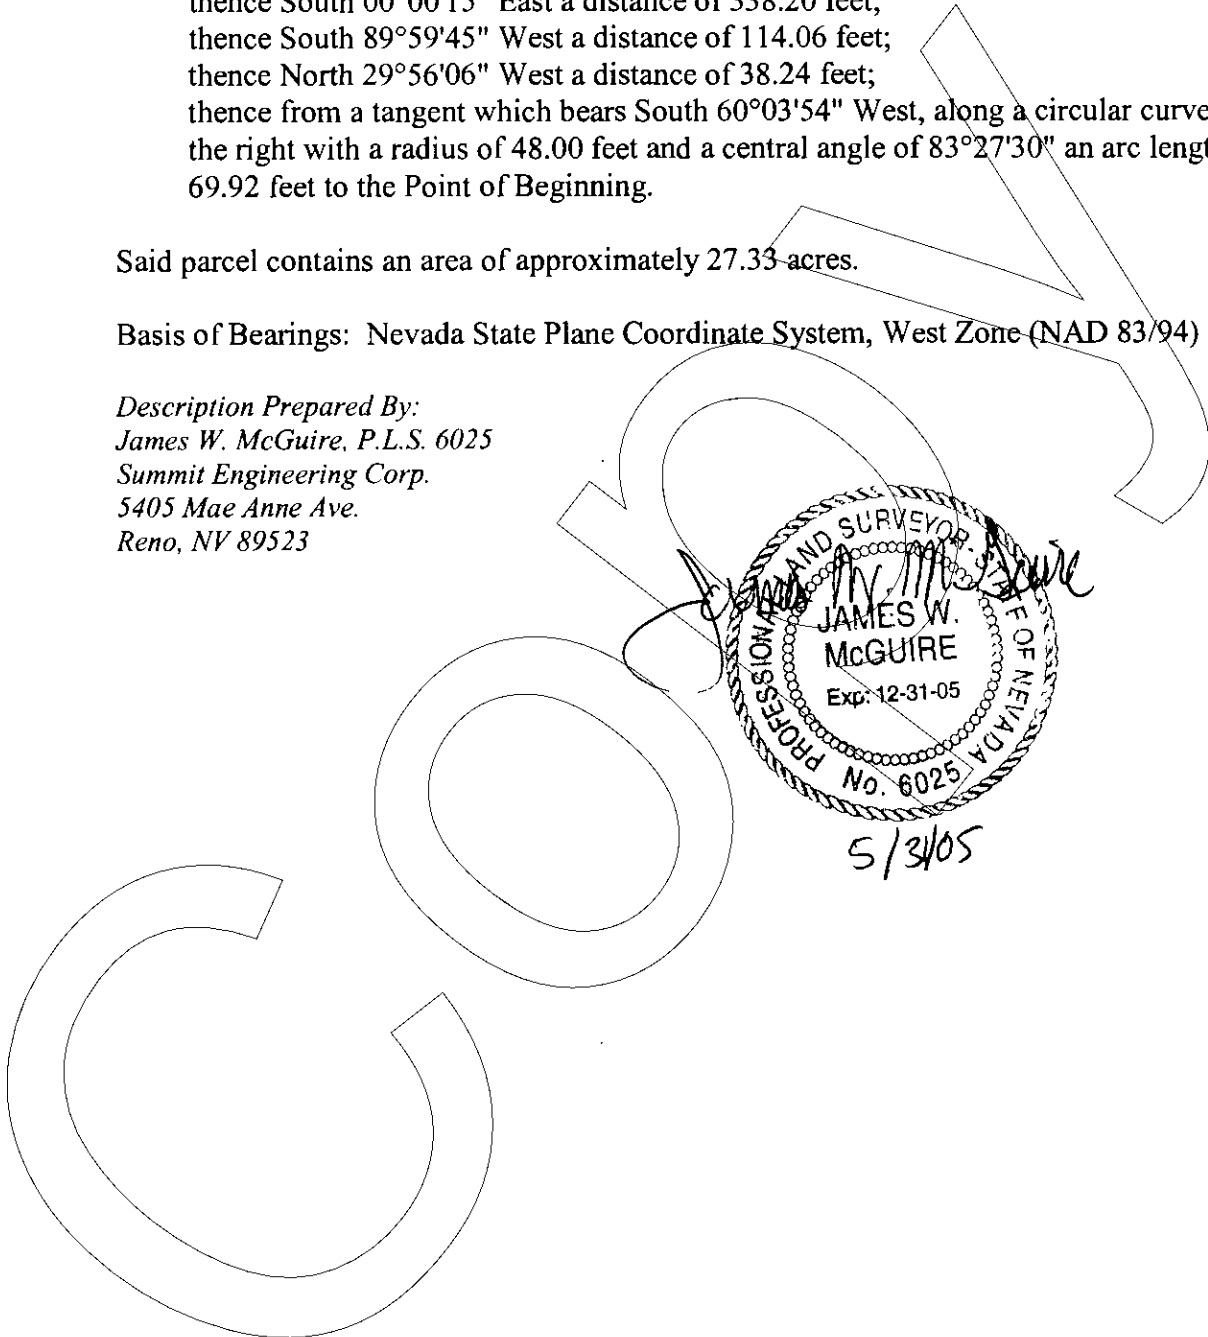 thence South 00°00'15" East a distance of 338.20 feet;
thence South 89°59'45" West a distance of 114.06 feet;
thence North 29°56'06" West a distance of 38.24 feet;
thence from a tangent which bears South 60°03'54" West, along a circular curve
the right with a radius of 48.00 feet and a central angle of 83°27'30" an arc lengt
69.92 feet to the Point of Beginning.
Said parcel contains an area of approximately 27.33 acres.
Basis of Bearings: Nevada State Plane Coordinate System, West Zone (NAD 83/94)
Description Prepared By:
James W. McGuire, P.L.S. 6025
Summit Engineering Corp.
5405 Mae Anne Ave.
Reno, NV 89523
PROFESSIONAL LAND SURVEYOR - STATE OF NEVADA
James W. McGuire
JAMES W.
McGUIRE
Exp: 12-31-05
No. 6025
5/31/05
Copy